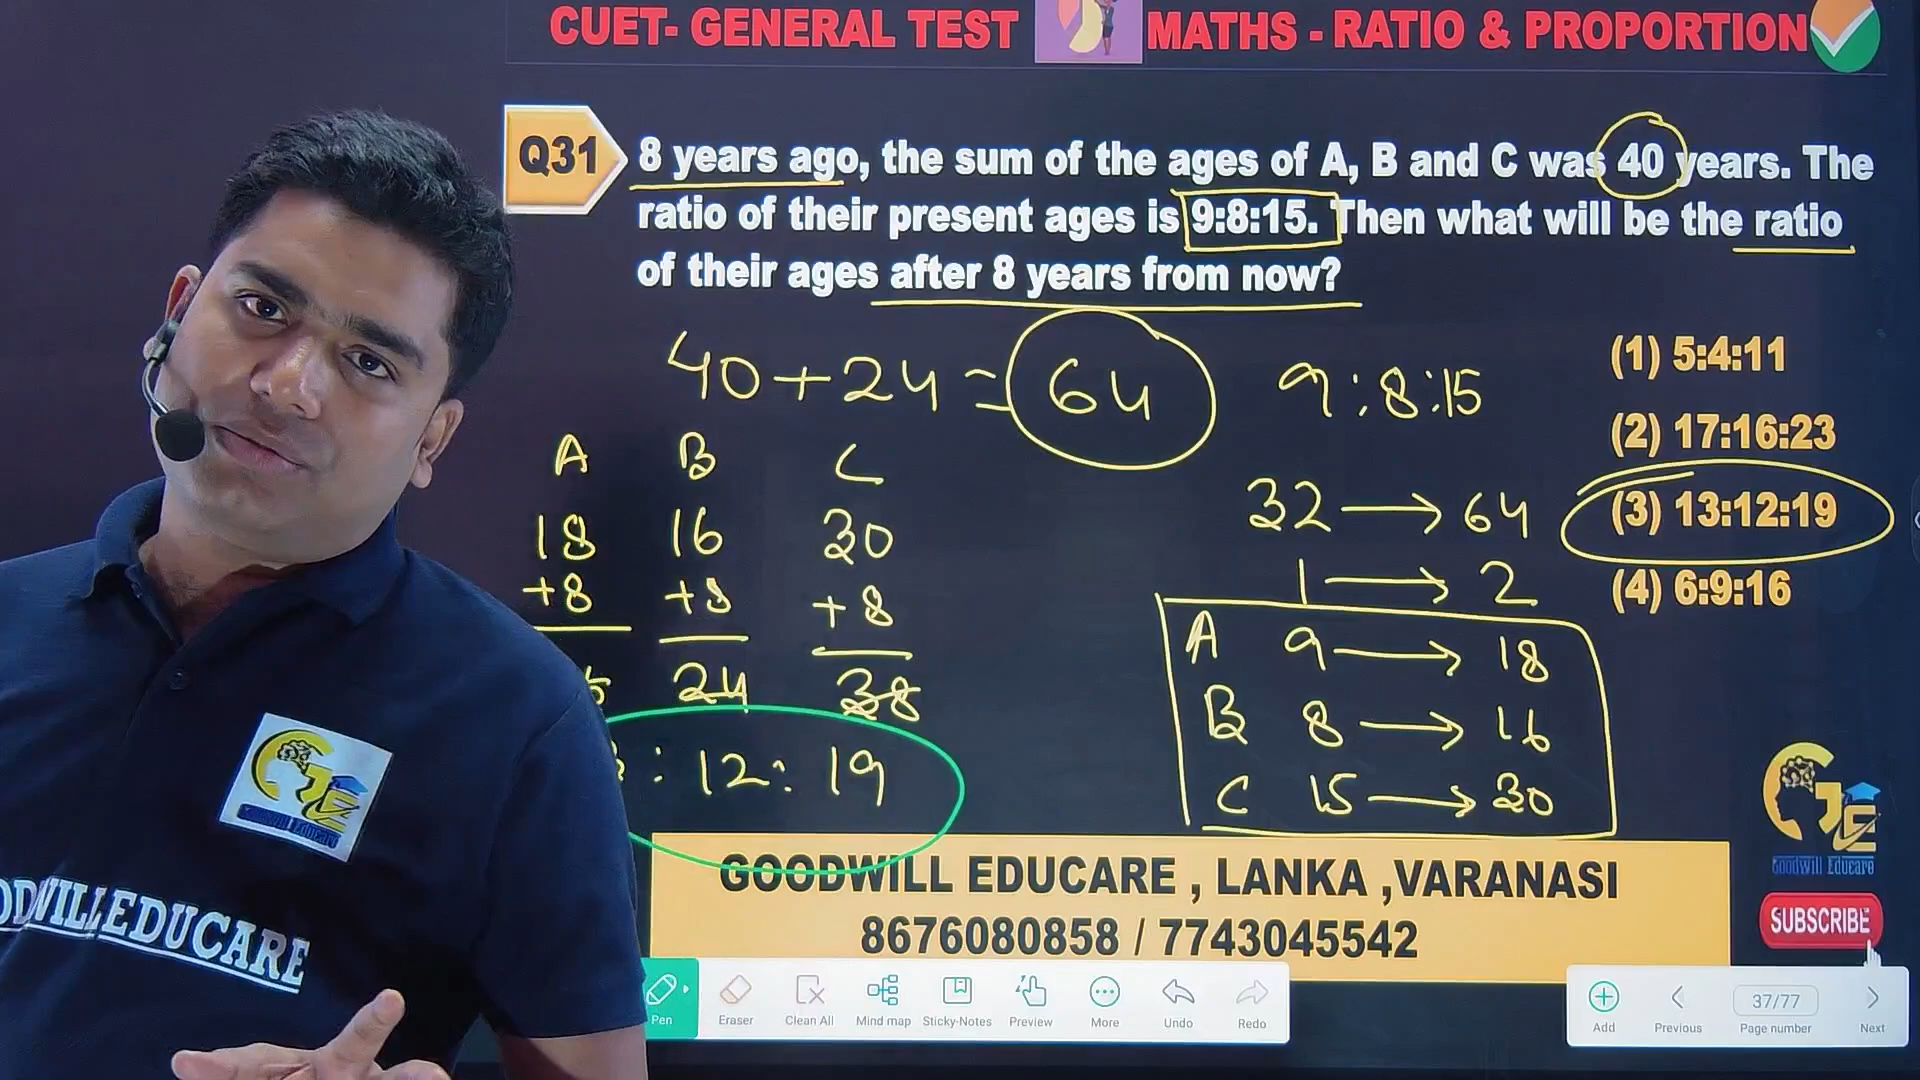 CUET- GENERAL TEST MATHS - RATIO & PROPORTION
Q31 8 years ago, the sum of the ages of A, B and C was 40 years. The
ratio of their present ages is 9:8:15. Then what will be the ratio
of their ages after 8 years from now?
40+24=64 9:8:15
(1) 5:4:11
(2) 17:16:23
(3) 13:12:19
(4) 6:9:16
A B C
18 16 30
+8 +8 +8
24 38
: 12: 19
32 → 64
1 → 2
A 9 → 18
B 8 → 16
C 15 → 30
GOODWILL EDUCARE , LANKA ,VARANASI
8676080858 / 7743045542
Goodwill Educare
SUBSCRIBE
Goodwill Educare
WILLEDUCARE
Pen Eraser Clean All Mind map Sticky-Notes Preview More Undo Redo
Add Previous 37/77 Page number Next